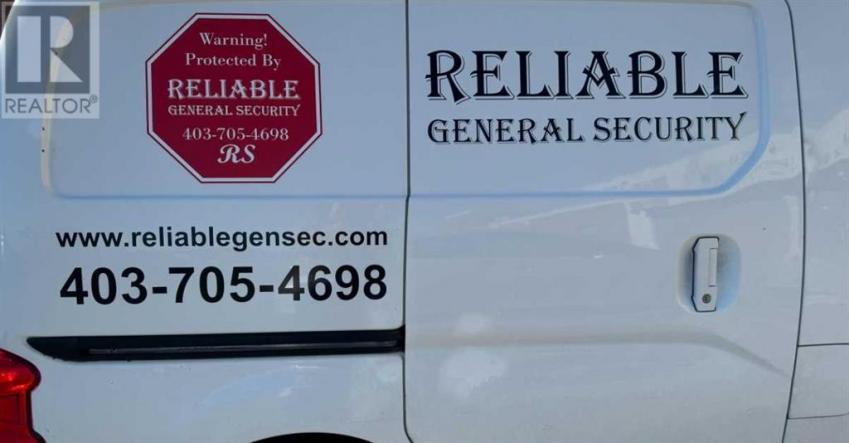 REALTOR®
Warning!
Protected By
RELIABLE
GENERAL SECURITY
403-705-4698
RS
RELIABLE
GENERAL SECURITY
www.reliablegensec.com
403-705-4698